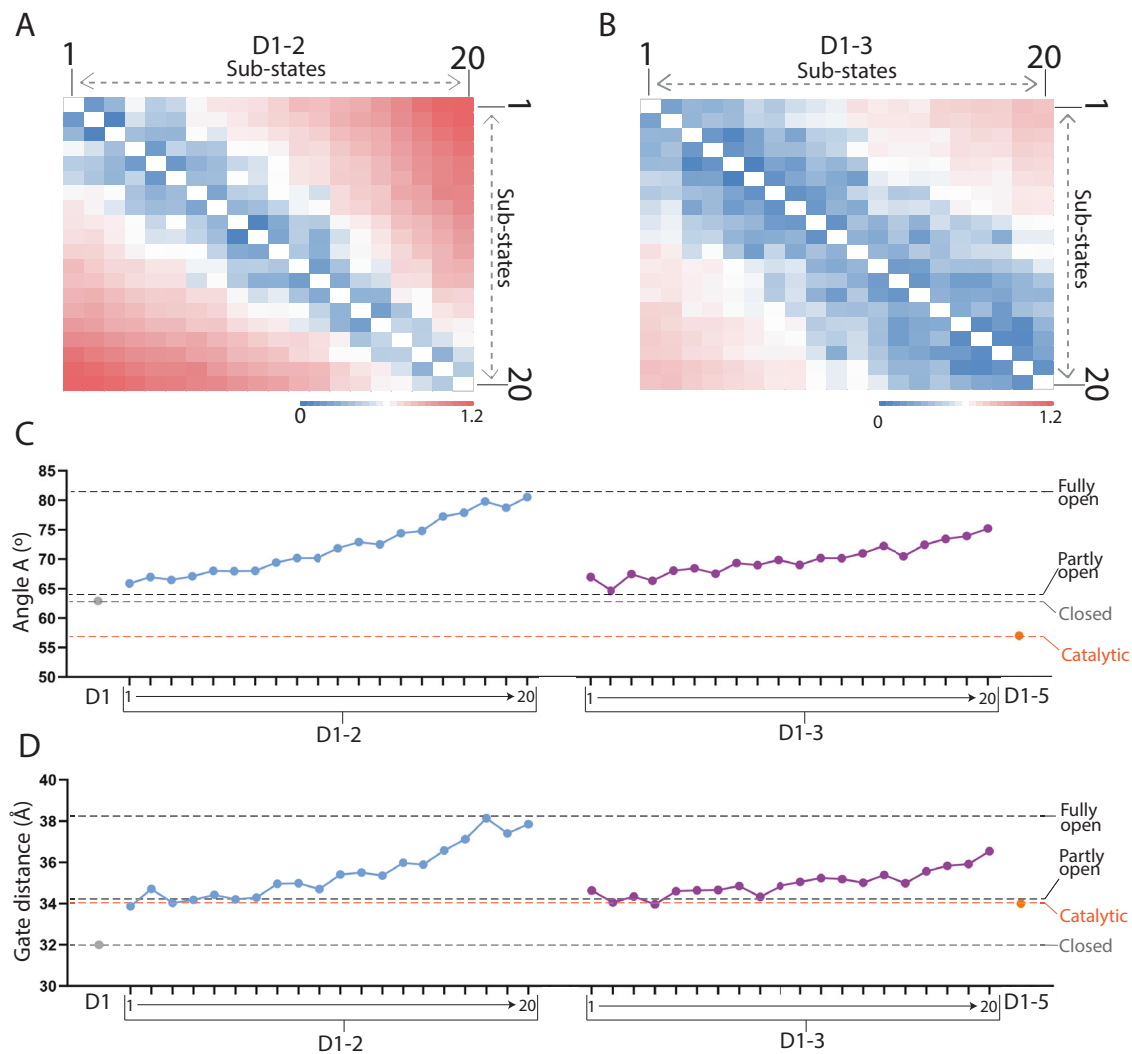 A
B
D1-2
D1-3
1
20
1
20
Sub-states
Sub-states
1
1
Sub-states
Sub-states
20
20
0
1.2
0
1.2
C
85
80
75
70
65
60
55
50
Angle A (º)
Fully
open
Partly
open
Closed
Catalytic
D1
1
20
1
20
D1-5
D1-2
D1-3
D
40
38
36
34
32
30
Gate distance (Å)
Fully
open
Partly
open
Catalytic
Closed
D1
1
20
1
20
D1-5
D1-2
D1-3